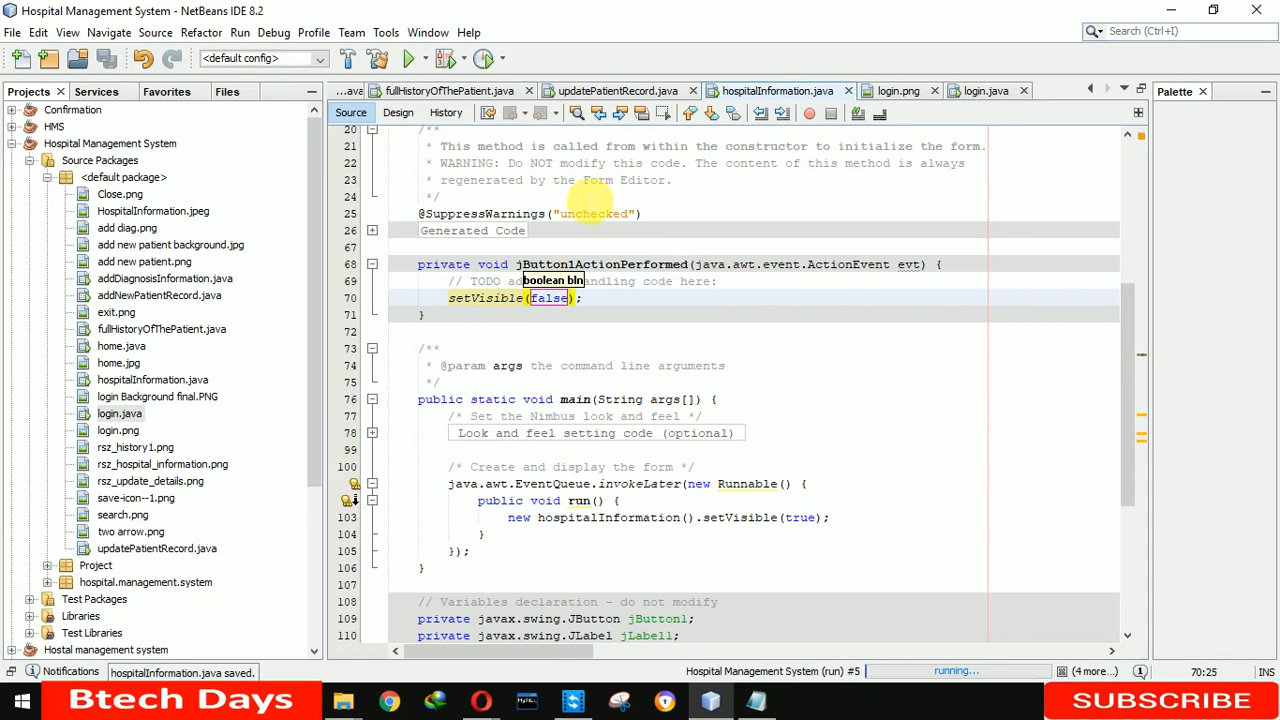 Hospital Management System - NetBeans IDE 8.2
File Edit View Navigate Source Refactor Run Debug Profile Team Tools Window Help
Search (Ctrl+I)
<default config>
Projects Services Favorites Files
...ava fullHistoryOfThePatient.java updatePatientRecord.java hospitalInformation.java login.png login.java
Palette
Source Design History
Confirmation
HMS
Hospital Management System
Source Packages
<default package>
Close.png
HospitalInformation.jpeg
add diag.png
add new patient background.jpg
add new patient.png
addDiagnosisInformation.java
addNewPatientRecord.java
exit.png
fullHistoryOfThePatient.java
home.java
home.jpg
hospitalInformation.java
login Background final.PNG
login.java
login.png
rsz_history1.png
rsz_hospital_information.png
rsz_update_details.png
save-icon--1.png
search.png
two arrow.png
updatePatientRecord.java
Project
hospital.management.system
Test Packages
Libraries
Test Libraries
Hostal management system
20 /**
21 * This method is called from within the constructor to initialize the form.
22 * WARNING: Do NOT modify this code. The content of this method is always
23 * regenerated by the Form Editor.
24 */
25 @SuppressWarnings("unchecked")
26 Generated Code
67
68 private void jButton1ActionPerformed(java.awt.event.ActionEvent evt) {
69 // TODO ad boolean bln ndling code here:
70 setVisible(false);
71 }
72
73 /**
74 * @param args the command line arguments
75 */
76 public static void main(String args[]) {
77 /* Set the Nimbus look and feel */
78 Look and feel setting code (optional)
99
100 /* Create and display the form */
java.awt.EventQueue.invokeLater(new Runnable() {
public void run() {
103 new hospitalInformation().setVisible(true);
104 }
105 });
106 }
107
108 // Variables declaration - do not modify
109 private javax.swing.JButton jButton1;
110 private javax.swing.JLabel jLabel1;
Notifications hospitalInformation.java saved. Hospital Management System (run) #5 running... (4 more...) 70:25 INS
Btech Days
SUBSCRIBE